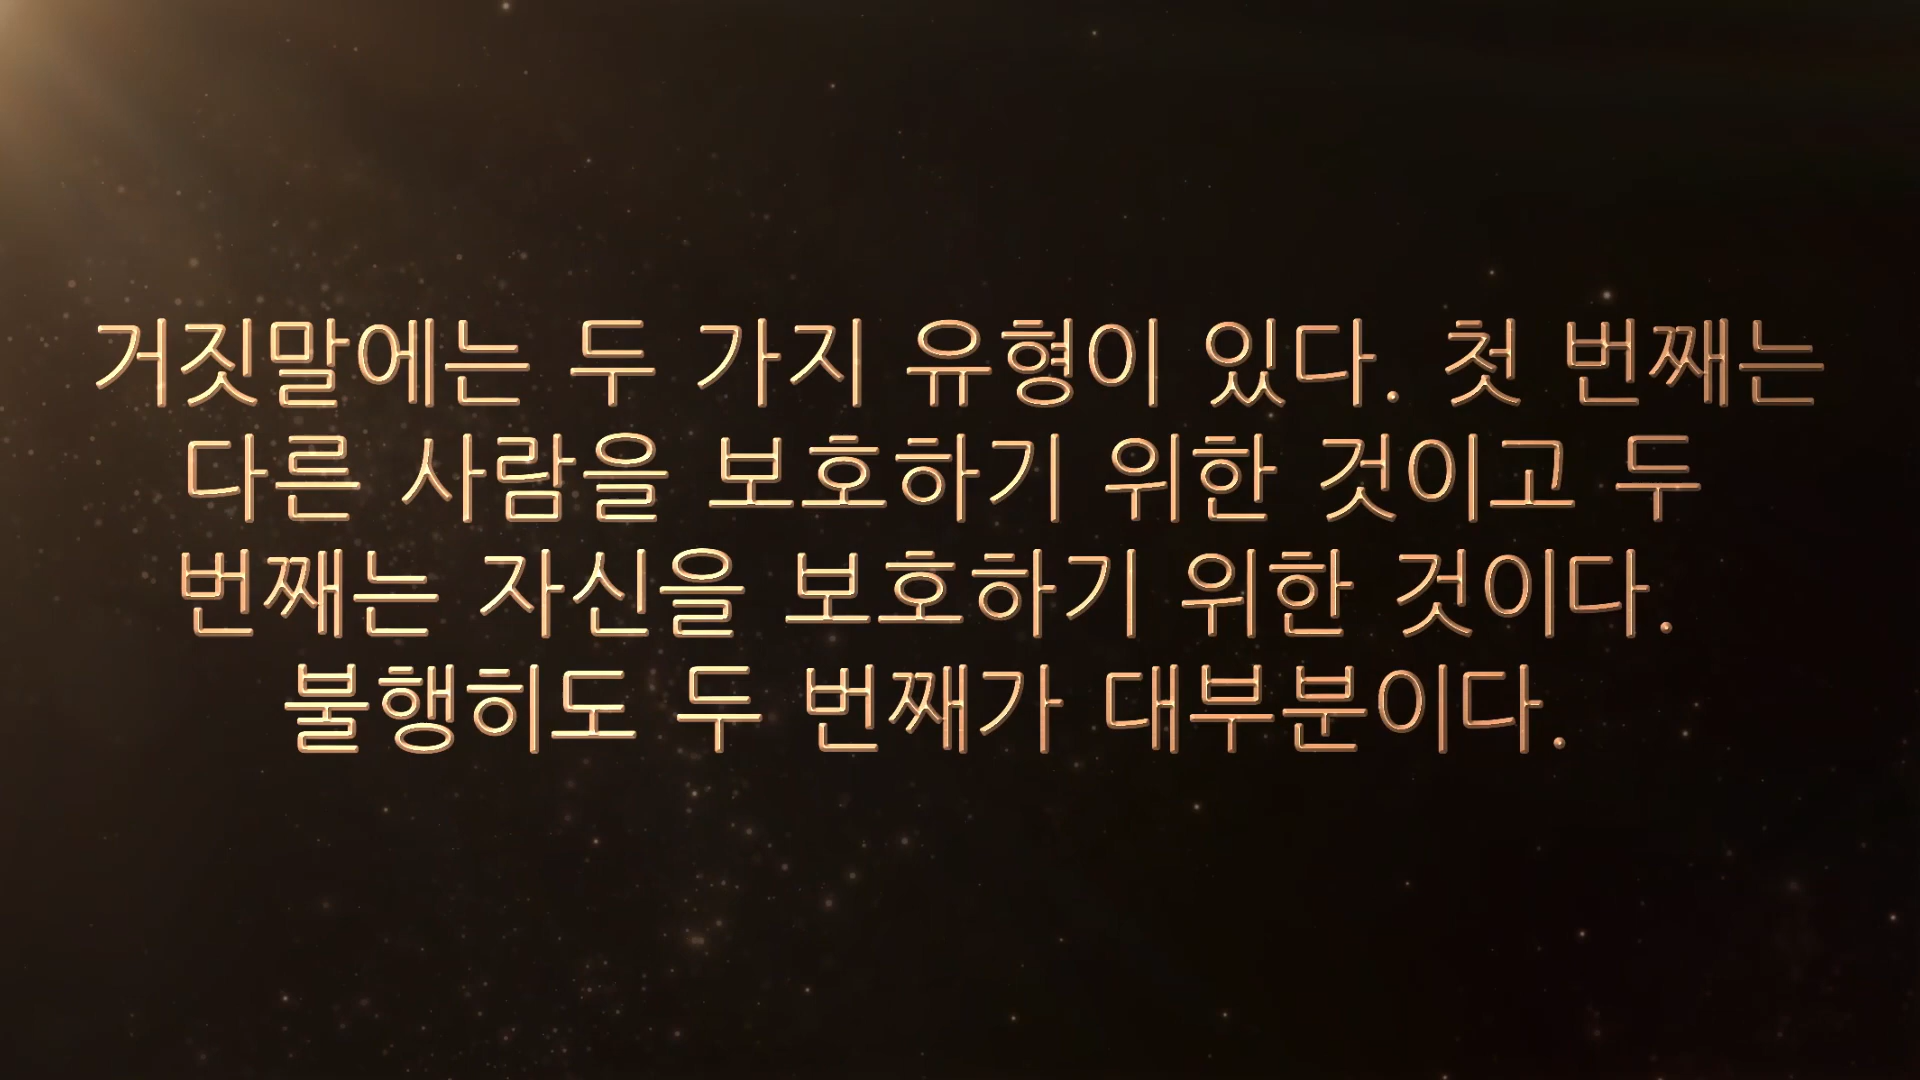 거짓말에는 두 가지 유형이 있다. 첫 번째는
다른 사람을 보호하기 위한 것이고 두
번째는 자신을 보호하기 위한 것이다.
불행히도 두 번째가 대부분이다.